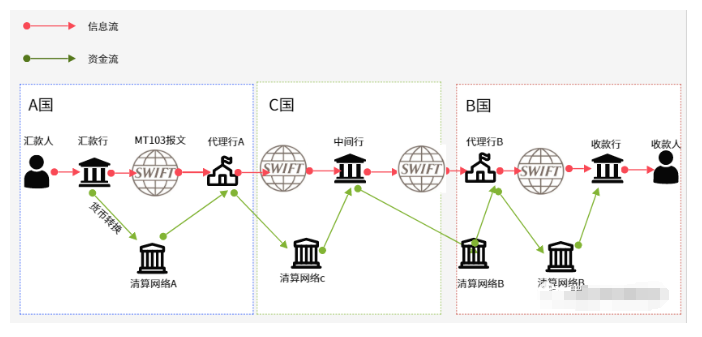 信息流
资金流
A国
C国
B国
汇款人
汇款行
MT103报文
代理行A
中间行
代理行B
收款行
收款人
SWIFT
SWIFT
SWIFT
SWIFT
货币转换
清算网络A
清算网络c
清算网络B
清算网络B